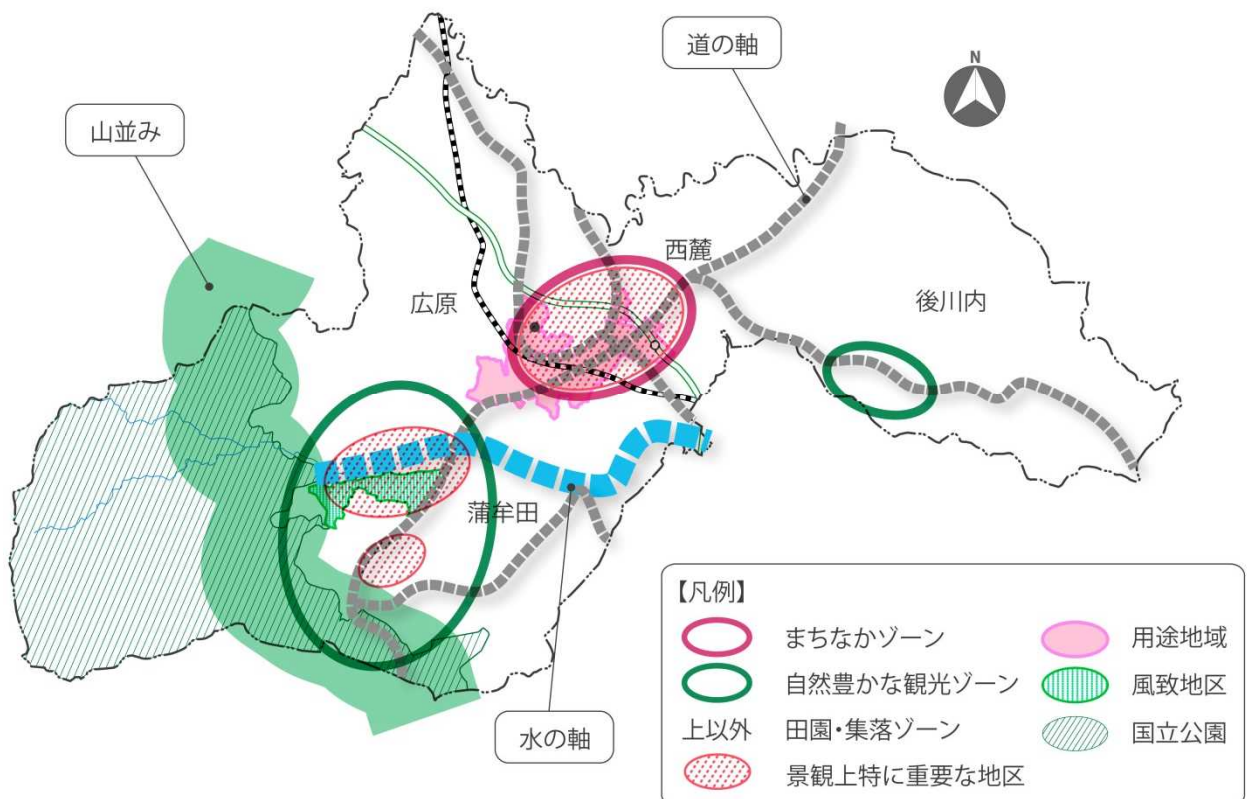 道の軸
N
山並み
西麓
広原
後川内
蒲牟田
水の軸
【凡例】
まちなかゾーン
自然豊かな観光ゾーン
上以外 田園・集落ゾーン
景観上特に重要な地区
用途地域
風致地区
国立公園